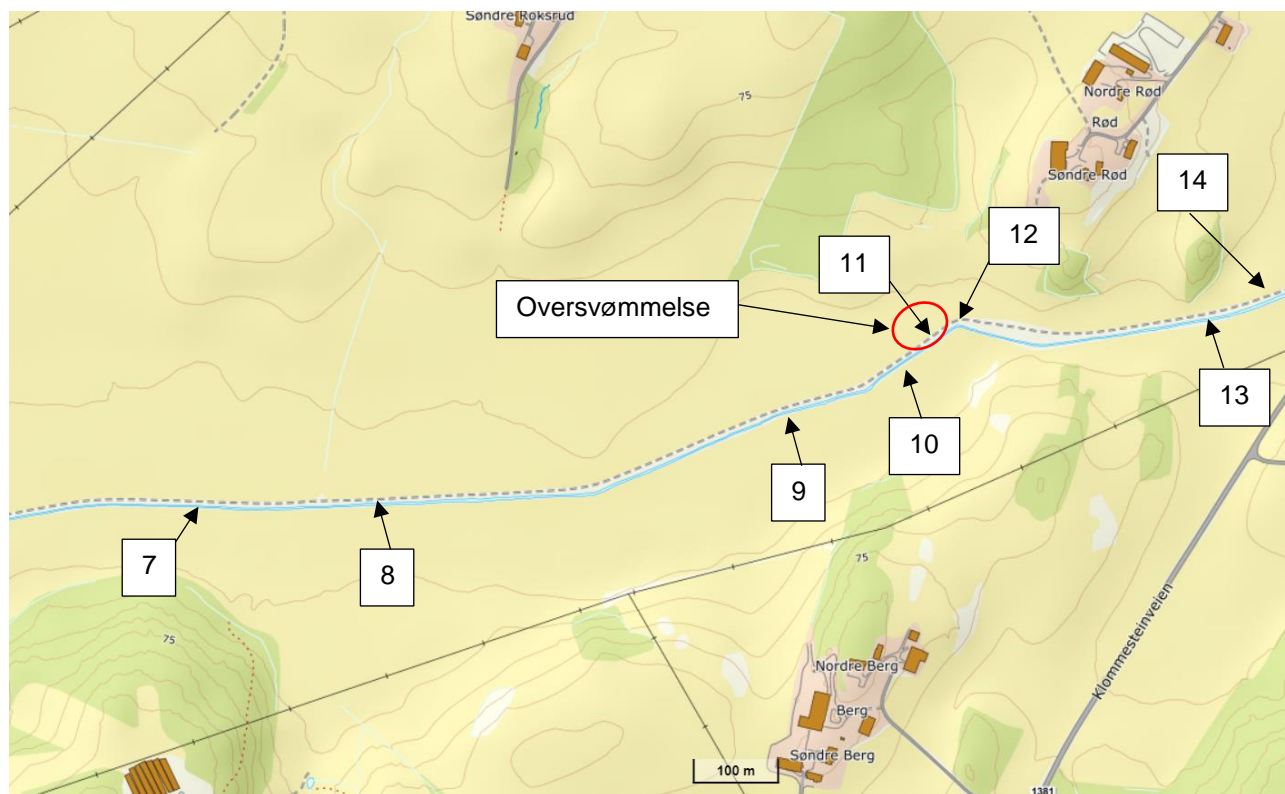 Søndre Roksrud
75
Nordre Rød
Rød
Søndre Rød
14
12
11
Oversvømmelse
13
10
9
7
8
75
75
Klommesteinveien
Nordre Berg
Berg
Søndre Berg
100 m
1381